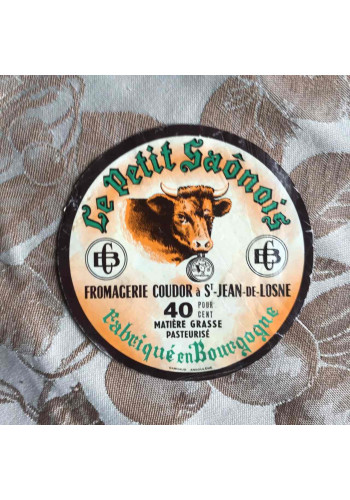 Le Petit Saônois
FROMAGERIE COUDOR à St-JEAN-DE-LOSNE
40 POUR CENT
MATIÈRE GRASSE
PASTEURISÉ
Fabriqué en Bourgogne